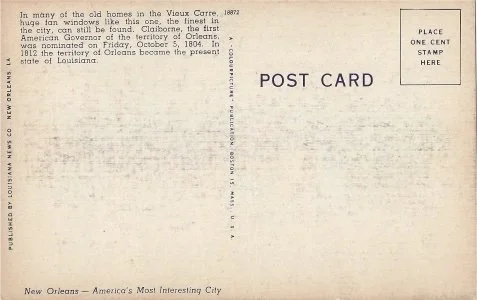 In many of the old homes in the Vieux Carre,
huge fan windows like this one, the finest in
the city, can still be found. Claiborne, the first
American Governor of the territory of Orleans,
was nominated on Friday, October 5, 1804. In
1812 the territory of Orleans became the present
state of Louisiana.
18872
PLACE
ONE CENT
STAMP
HERE
POST CARD
PUBLISHED BY LOUISIANA NEWS CO NEW ORLEANS, LA
A "COLOURPICTURE" PUBLICATION BOSTON 15, MASS., U. S. A.
New Orleans — America's Most Interesting City